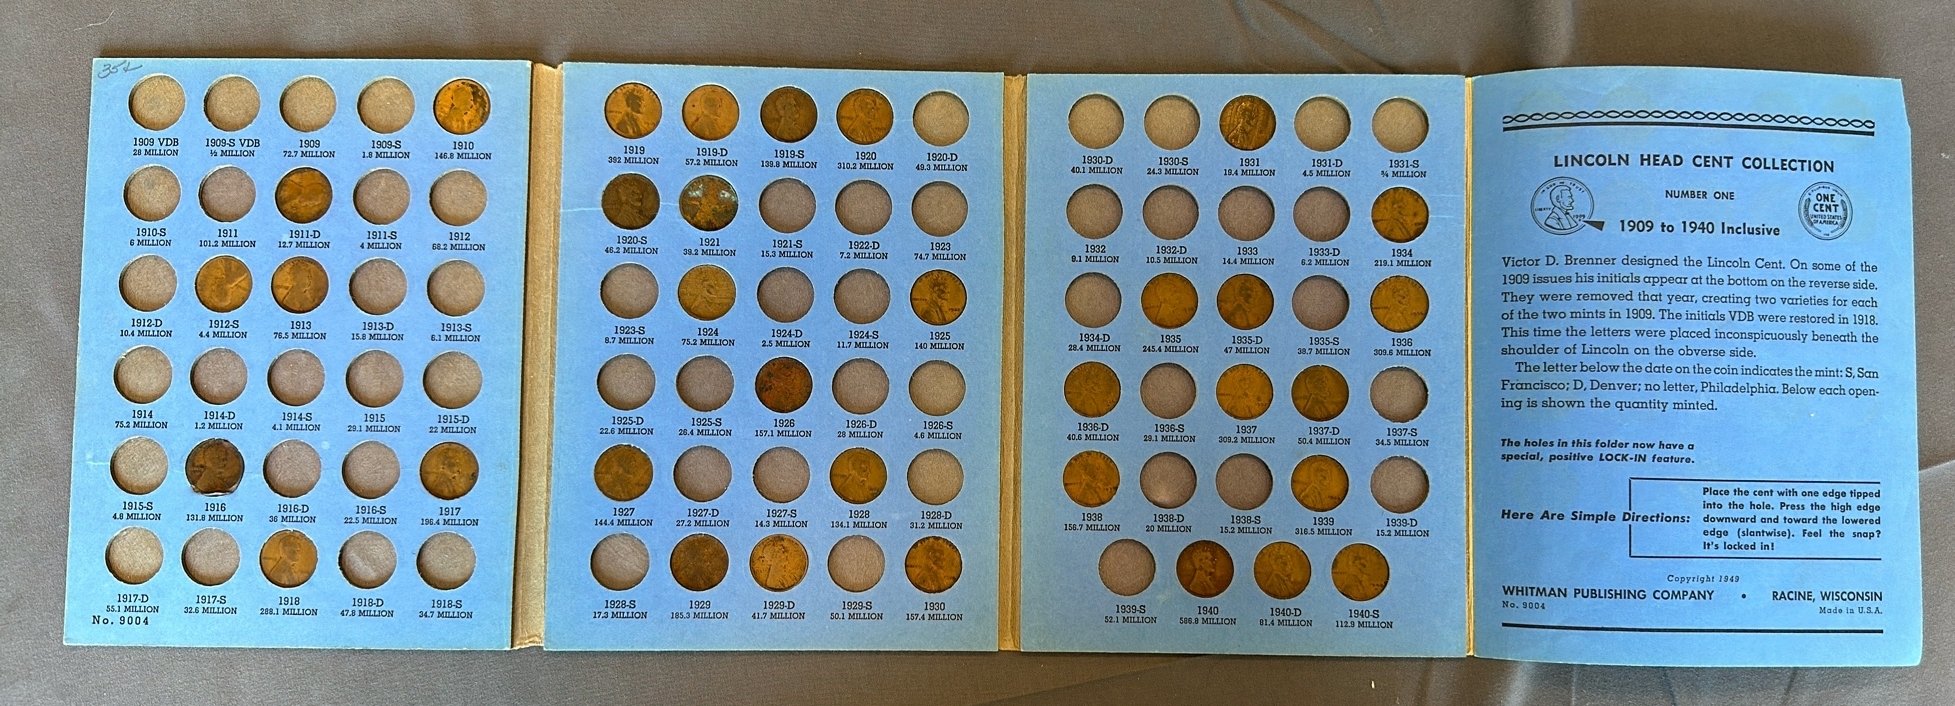 1909 VDB 1909-S VDB 1909 1909-S 1910
28 MILLION ½ MILLION 72.7 MILLION 1.8 MILLION 146.8 MILLION
1910-S 1911 1911-D 1911-S 1912
6 MILLION 101.2 MILLION 12.7 MILLION 4 MILLION 68.2 MILLION
1912-D 1912-S 1913 1913-D 1913-S
10.4 MILLION 4.4 MILLION 76.5 MILLION 15.8 MILLION 6.1 MILLION
1914 1914-D 1914-S 1915 1915-D
75.2 MILLION 1.2 MILLION 4.1 MILLION 29.1 MILLION 22 MILLION
1915-S 1916 1916-D 1916-S 1917
4.8 MILLION 131.8 MILLION 36 MILLION 22.5 MILLION 196.4 MILLION
1917-D 1917-S 1918 1918-D 1918-S
55.1 MILLION 32.6 MILLION 288.1 MILLION 47.8 MILLION 34.7 MILLION
No. 9004
1919 1919-D 1919-S 1920 1920-D
392 MILLION 57.2 MILLION 139.8 MILLION 310.2 MILLION 49.3 MILLION
1920-S 1921 1921-S 1922-D 1923
46.2 MILLION 39.2 MILLION 15.3 MILLION 7.2 MILLION 74.7 MILLION
1923-S 1924 1924-D 1924-S 1925
8.7 MILLION 75.2 MILLION 2.5 MILLION 11.7 MILLION 140 MILLION
1925-D 1925-S 1926 1926-D 1926-S
22.6 MILLION 26.4 MILLION 157.1 MILLION 28 MILLION 4.6 MILLION
1927 1927-D 1927-S 1928 1928-D
144.4 MILLION 27.2 MILLION 14.3 MILLION 134.1 MILLION 31.2 MILLION
1928-S 1929 1929-D 1929-S 1930
17.3 MILLION 185.3 MILLION 41.7 MILLION 50.1 MILLION 157.4 MILLION
1930-D 1930-S 1931 1931-D 1931-S
40.1 MILLION 24.3 MILLION 19.4 MILLION 4.5 MILLION ¾ MILLION
1932 1932-D 1933 1933-D 1934
9.1 MILLION 10.5 MILLION 14.4 MILLION 6.2 MILLION 219.1 MILLION
1934-D 1935 1935-D 1935-S 1936
28.4 MILLION 245.4 MILLION 47 MILLION 38.7 MILLION 309.6 MILLION
1936-D 1936-S 1937 1937-D 1937-S
40.6 MILLION 29.1 MILLION 309.2 MILLION 50.4 MILLION 34.5 MILLION
1938 1938-D 1938-S 1939 1939-D
156.7 MILLION 20 MILLION 15.2 MILLION 316.5 MILLION 15.2 MILLION
1939-S 1940 1940-D 1940-S
52.1 MILLION 586.8 MILLION 81.4 MILLION 112.9 MILLION
LINCOLN HEAD CENT COLLECTION
NUMBER ONE
ONE
CENT
UNITED STATES
OF AMERICA
1909 to 1940 Inclusive
Victor D. Brenner designed the Lincoln Cent. On some of the
1909 issues his initials appear at the bottom on the reverse side.
They were removed that year, creating two varieties for each
of the two mints in 1909. The initials VDB were restored in 1918.
This time the letters were placed inconspicuously beneath the
shoulder of Lincoln on the obverse side.
The letter below the date on the coin indicates the mint: S, San
Francisco; D, Denver; no letter, Philadelphia. Below each open-
ing is shown the quantity minted.
The holes in this folder now have a
special, positive LOCK-IN feature.
Here Are Simple Directions:
Place the cent with one edge tipped
into the hole. Press the high edge
downward and toward the lowered
edge (slantwise). Feel the snap?
It's locked in!
Copyright 1949
WHITMAN PUBLISHING COMPANY • RACINE, WISCONSIN
No. 9004 Made in U.S.A.